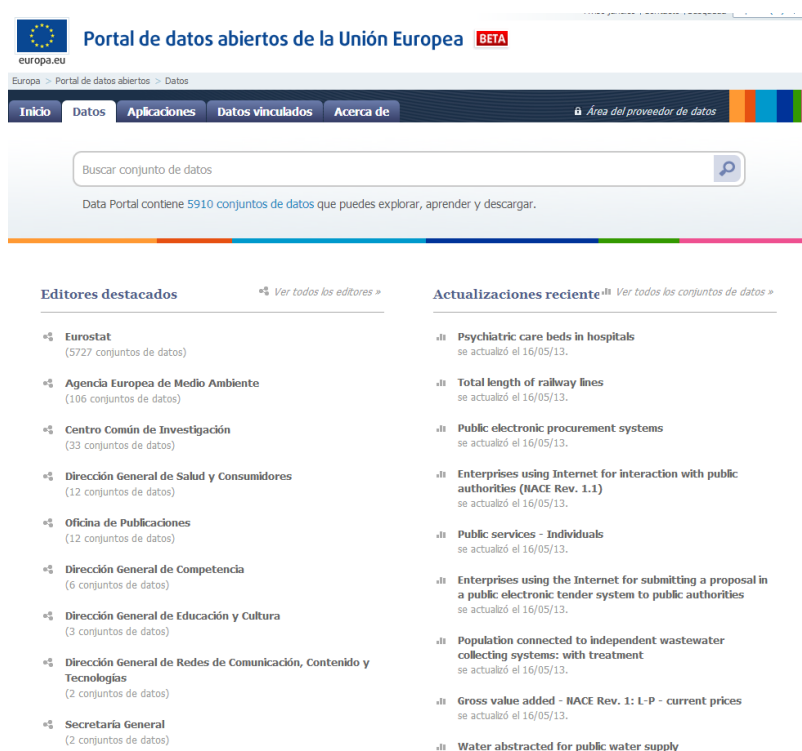 Portal de datos abiertos de la Unión Europea BETA
europa.eu
Europa > Portal de datos abiertos > Datos
Inicio Datos Aplicaciones Datos vinculados Acerca de Área del proveedor de datos
Buscar conjunto de datos
Data Portal contiene 5910 conjuntos de datos que puedes explorar, aprender y descargar.
Editores destacados Ver todos los editores »
Eurostat
(5727 conjuntos de datos)
Agencia Europea de Medio Ambiente
(106 conjuntos de datos)
Centro Común de Investigación
(33 conjuntos de datos)
Dirección General de Salud y Consumidores
(12 conjuntos de datos)
Oficina de Publicaciones
(12 conjuntos de datos)
Dirección General de Competencia
(6 conjuntos de datos)
Dirección General de Educación y Cultura
(3 conjuntos de datos)
Dirección General de Redes de Comunicación, Contenido y
Tecnologías
(2 conjuntos de datos)
Secretaría General
(2 conjuntos de datos)
Actualizaciones reciente Ver todos los conjuntos de datos »
Psychiatric care beds in hospitals
se actualizó el 16/05/13.
Total length of railway lines
se actualizó el 16/05/13.
Public electronic procurement systems
se actualizó el 16/05/13.
Enterprises using Internet for interaction with public
authorities (NACE Rev. 1.1)
se actualizó el 16/05/13.
Public services - Individuals
se actualizó el 16/05/13.
Enterprises using the Internet for submitting a proposal in
a public electronic tender system to public authorities
se actualizó el 16/05/13.
Population connected to independent wastewater
collecting systems: with treatment
se actualizó el 16/05/13.
Gross value added - NACE Rev. 1: L-P - current prices
se actualizó el 16/05/13.
Water abstracted for public water supply